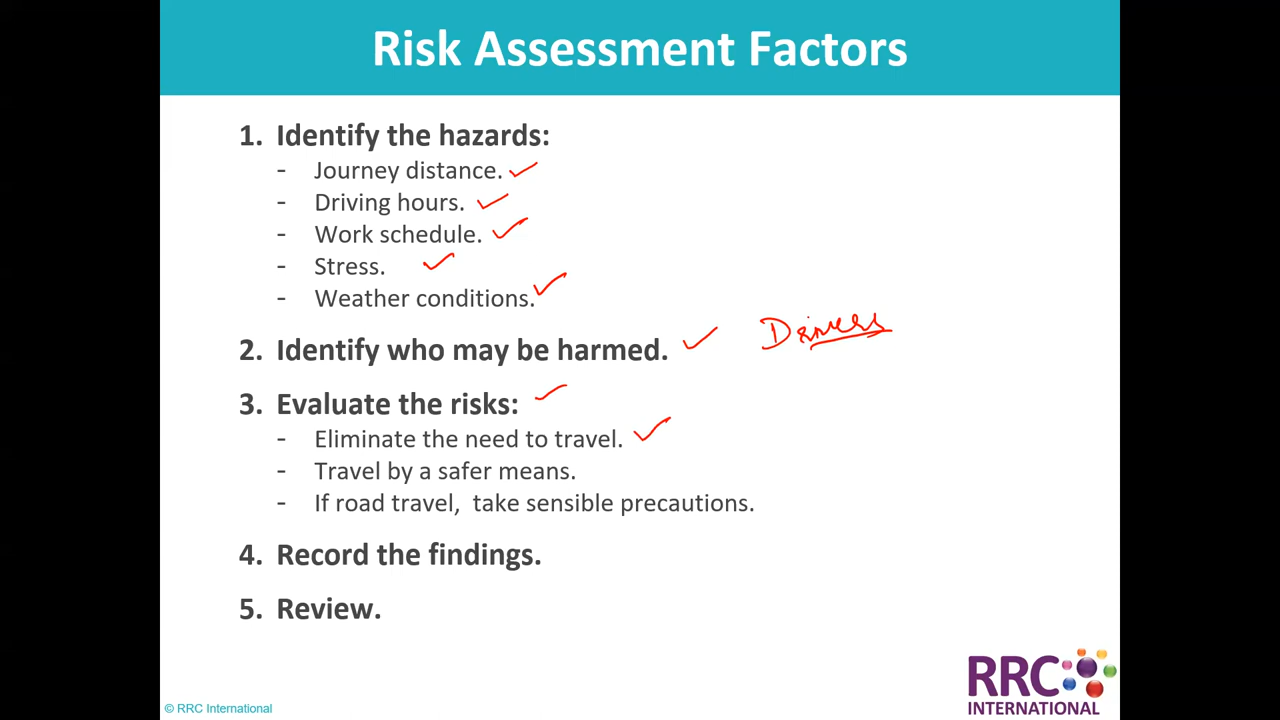 Risk Assessment Factors
1. Identify the hazards:
- Journey distance.
- Driving hours.
- Work schedule.
- Stress.
- Weather conditions.
2. Identify who may be harmed. Drivers
3. Evaluate the risks:
- Eliminate the need to travel.
- Travel by a safer means.
- If road travel, take sensible precautions.
4. Record the findings.
5. Review.
RRC
INTERNATIONAL
© RRC International